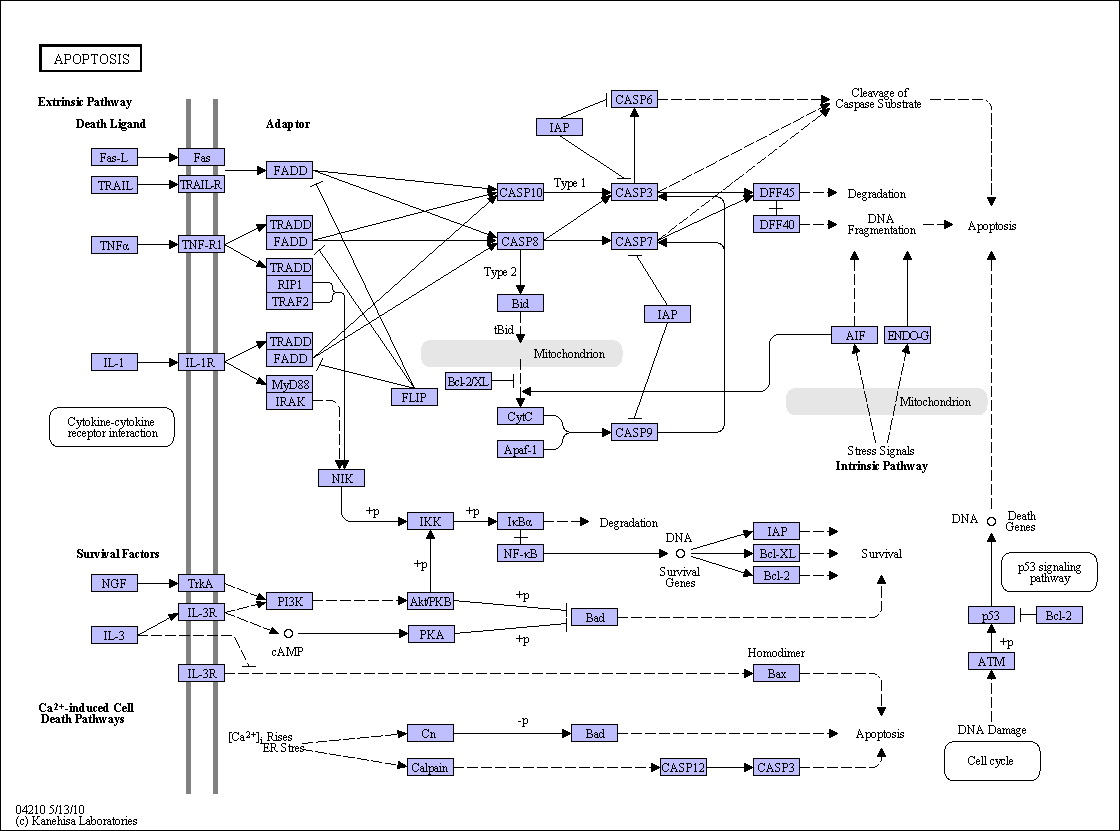 APOPTOSIS
Extrinsic Pathway
Death Ligand
Adaptor
Fas-L
Fas
FADD
TRAIL
TRAIL-R
TNFα
TNF-R1
TRADD
FADD
TRADD
RIP1
TRAF2
IL-1
IL-1R
TRADD
FADD
MyD88
IRAK
FLIP
Cytokine-cytokine
receptor interaction
NIK
CASP6
IAP
CASP10
Type 1
CASP3
CASP8
CASP7
Type 2
Bid
tBid
Mitochondrion
Bcl-2/XL
CytC
Apaf-1
CASP9
IAP
Cleavage of
Caspase Substrate
DFF45
Degradation
DFF40
DNA
Fragmentation
Apoptosis
AIF
ENDO-G
Mitochondrion
Stress Signals
Intrinsic Pathway
+p
IKK
+p
IκBα
Degradation
NF-κB
DNA
Survival
Genes
IAP
Bcl-XL
Bcl-2
Survival
DNA
Death
Genes
p53 signaling
pathway
Survival Factors
NGF
TrkA
IL-3R
PI3K
+p
Akt/PKB
+p
IL-3
cAMP
PKA
+p
Bad
p53
Bcl-2
+p
ATM
IL-3R
Homodimer
Bax
Ca2+-induced Cell
Death Pathways
[Ca2+]i Rises
ER Stres
Cn
-p
Bad
Apoptosis
Calpain
CASP12
CASP3
DNA Damage
Cell cycle
04210 5/13/10
(c) Kanehisa Laboratories